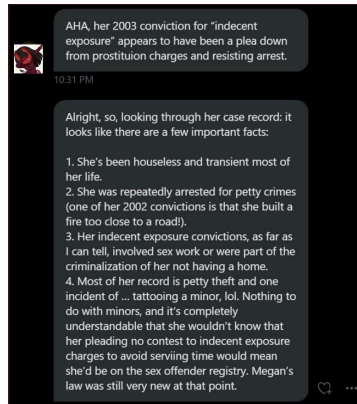 AHA, her 2003 conviction for "indecent
exposure" appears to have been a plea down
from prostituion charges and resisting arrest.
10:31 PM
Alright, so, looking through her case record: it
looks like there are a few important facts:
1. She's been houseless and transient most of
her life.
2. She was repeatedly arrested for petty crimes
(one of her 2002 convictions is that she built a
fire too close to a road!).
3. Her indecent exposure convictions, as far as
I can tell, involved sex work or were part of the
criminalization of her not having a home.
4. Most of her record is petty theft and one
incident of ... tattooing a minor, lol. Nothing to
do with minors, and it's completely
understandable that she wouldn't know that
her pleading no contest to indecent exposure
charges to avoid serviing time would mean
she'd be on the sex offender registry. Megan's
law was still very new at that point.